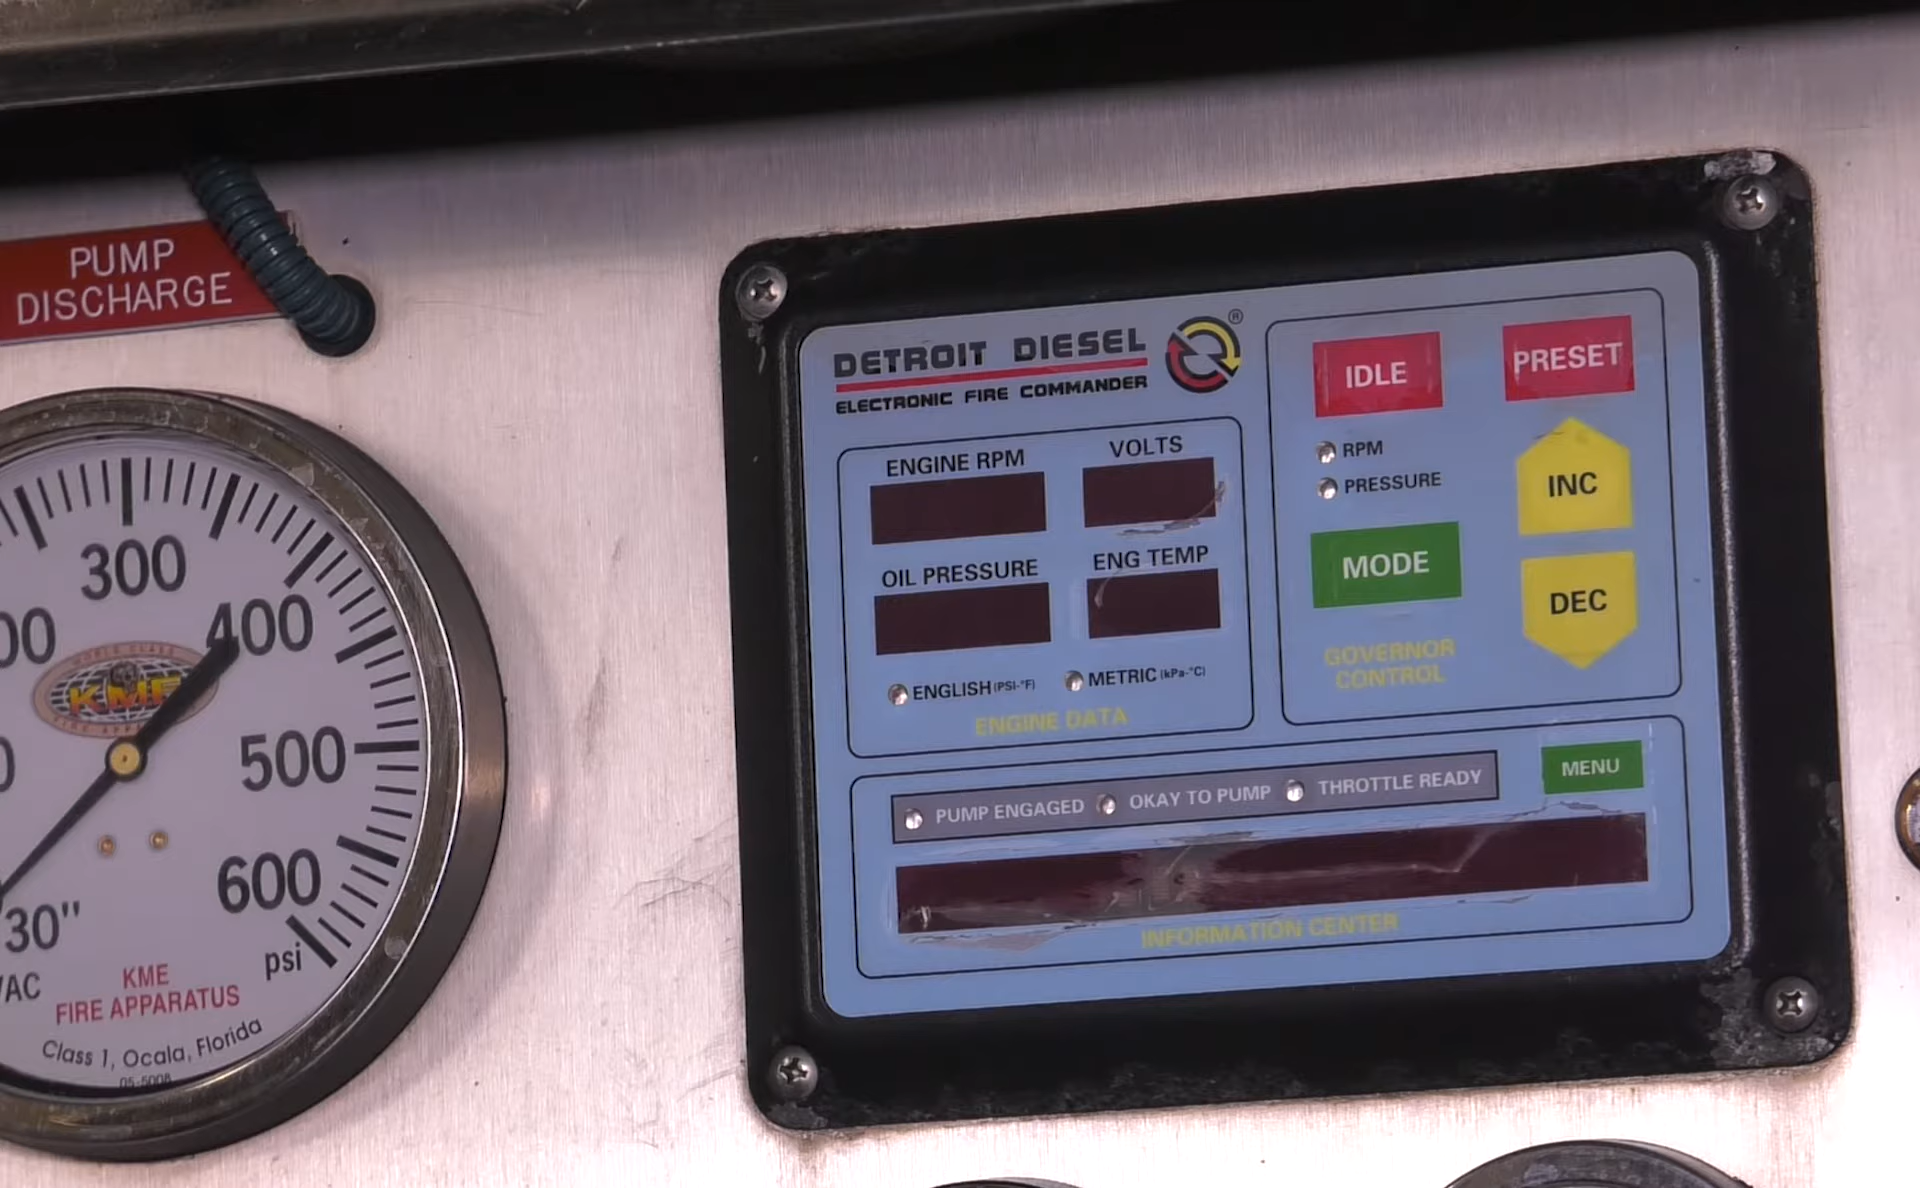 PUMP
DISCHARGE
300
400
500
600
30"
psi
VAC
KME
KME
FIRE APPARATUS
Class 1, Ocala, Florida
DETROIT DIESEL ®
ELECTRONIC FIRE COMMANDER
ENGINE RPM
VOLTS
OIL PRESSURE
ENG TEMP
ENGLISH (PSI-°F)
METRIC (kPa-°C)
ENGINE DATA
IDLE
PRESET
RPM
PRESSURE
INC
MODE
DEC
GOVERNOR
CONTROL
PUMP ENGAGED
OKAY TO PUMP
THROTTLE READY
MENU
INFORMATION CENTER